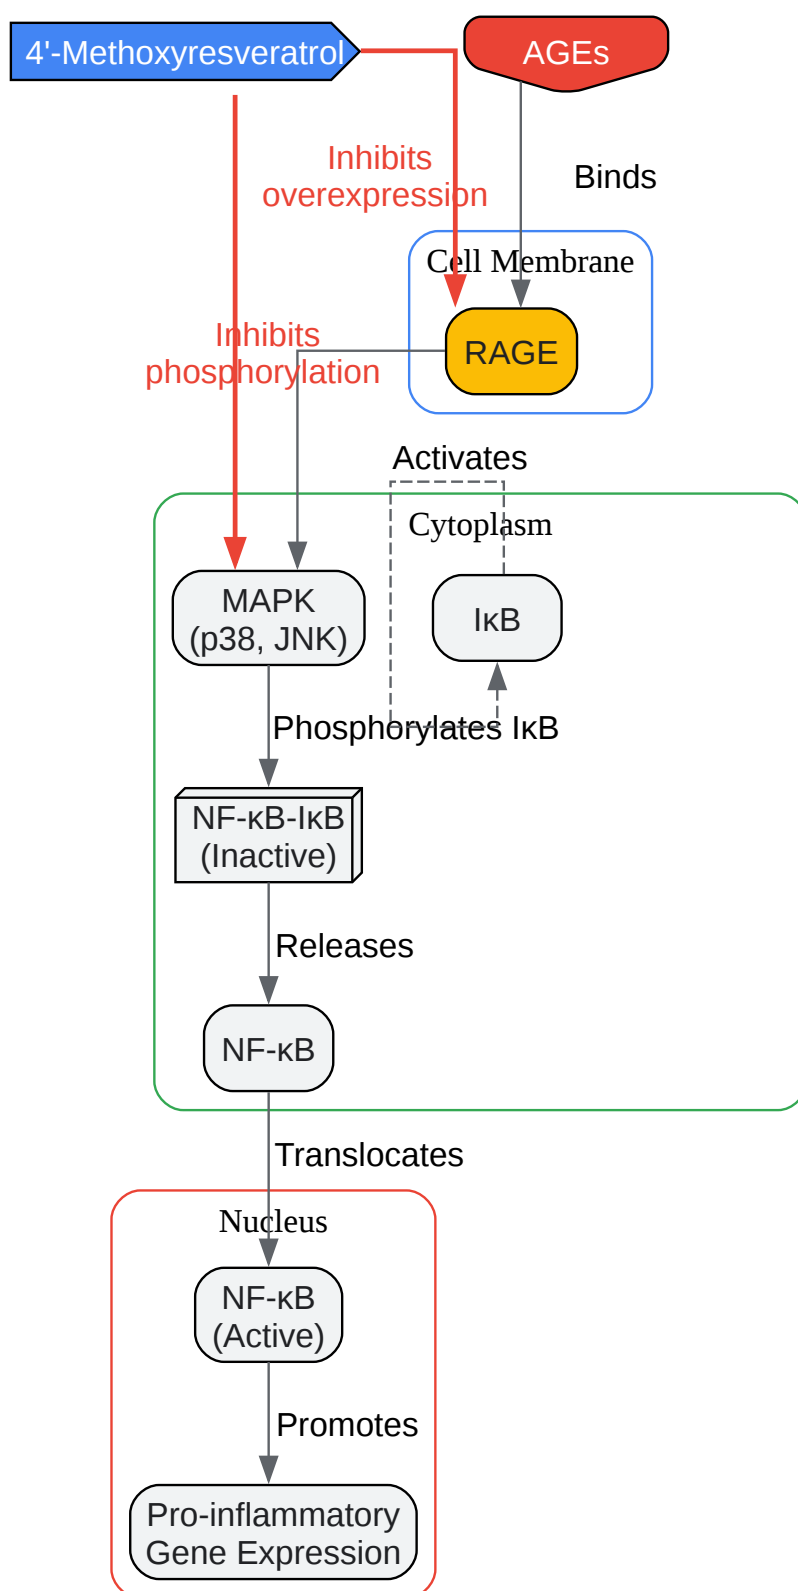 4'-Methoxyresveratrol
AGEs
Inhibits
overexpression
Binds
Cell Membrane
Inhibits
phosphorylation
RAGE
Activates
Cytoplasm
MAPK
(p38, JNK)
IκB
Phosphorylates IκB
NF-κB-IκB
(Inactive)
Releases
NF-κB
Translocates
Nucleus
NF-κB
(Active)
Promotes
Pro-inflammatory
Gene Expression